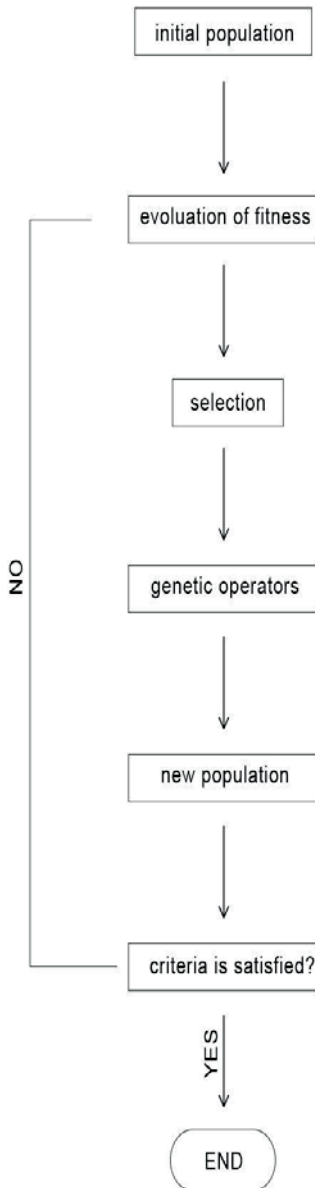 initial population
evoluation of fitness
selection
genetic operators
NO
new population
criteria is satisfied?
YES
END